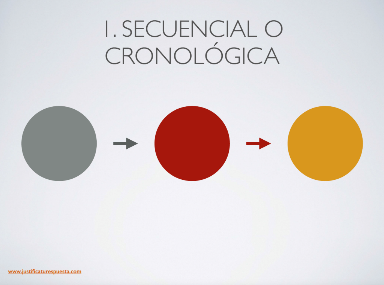 1. SECUENCIAL O
CRONOLÓGICA
www.justificaturespuesta.com